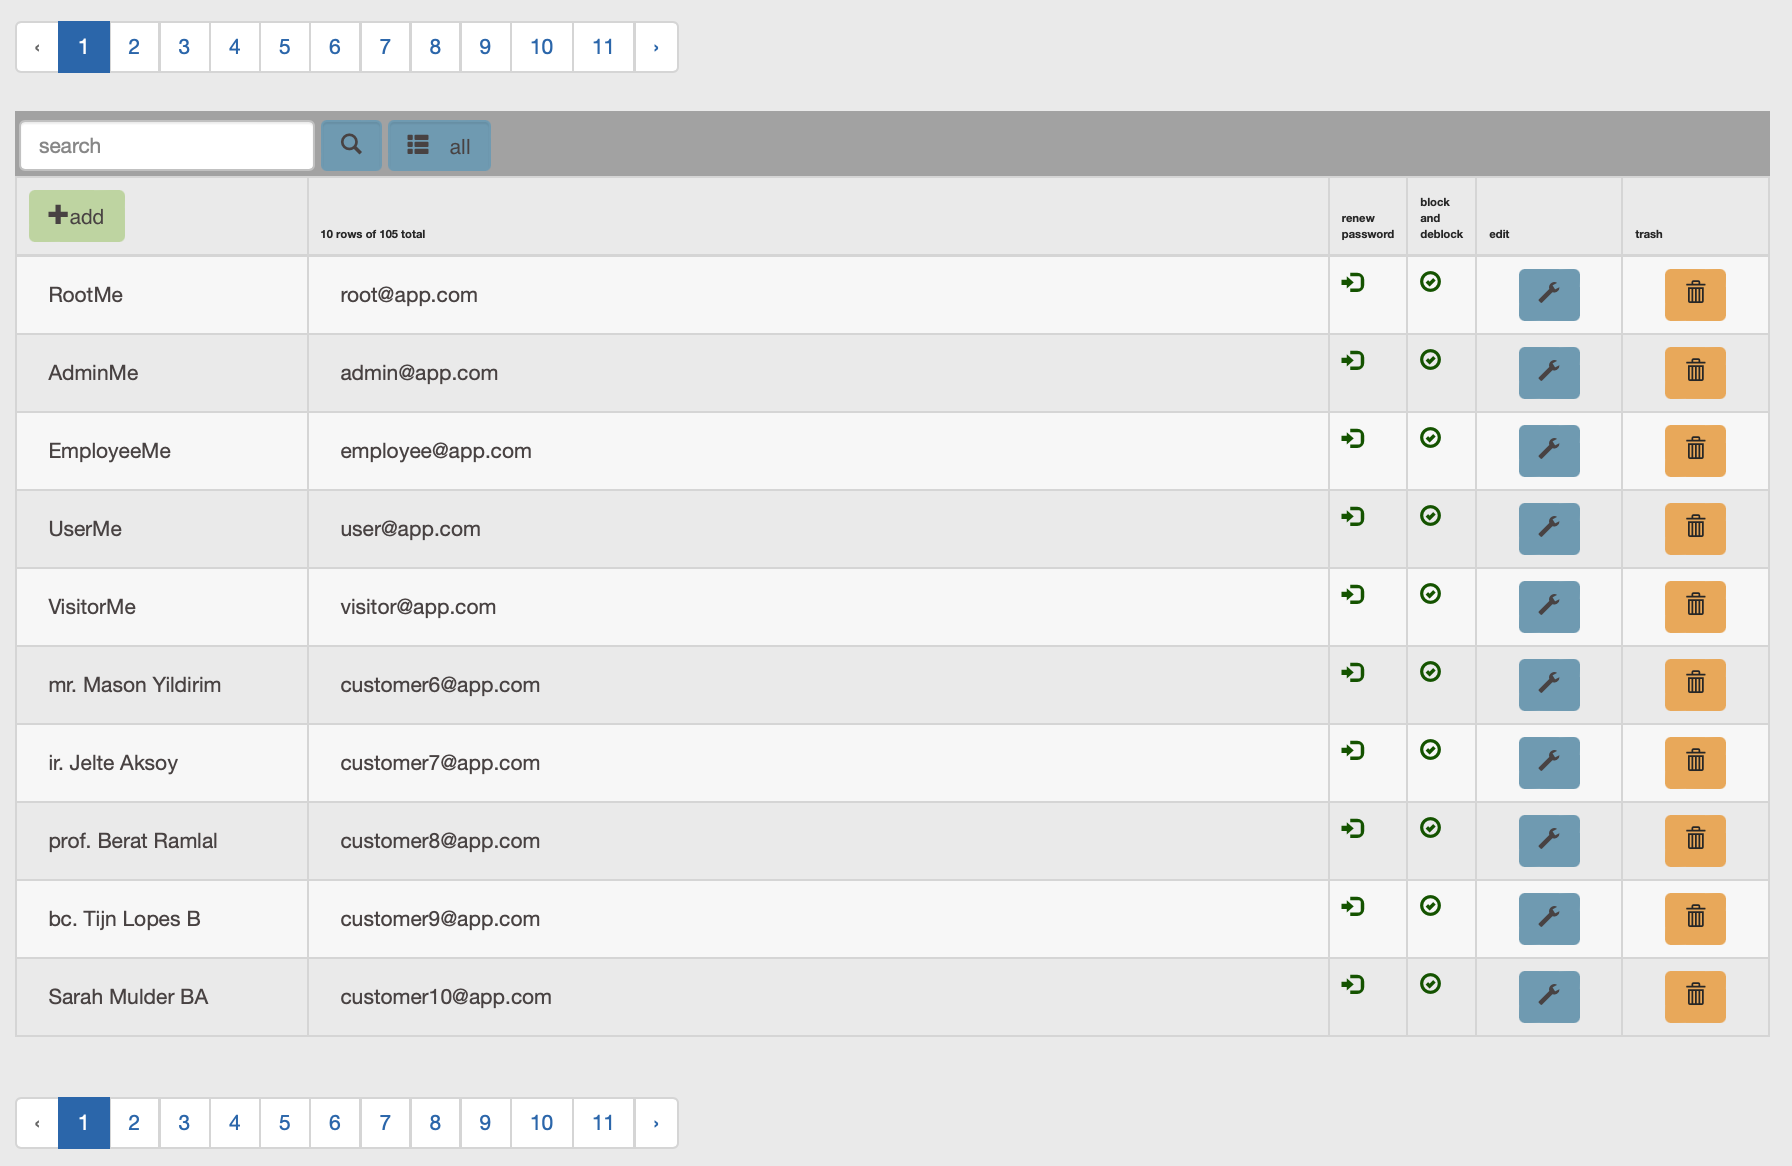 ‹ 1 2 3 4 5 6 7 8 9 10 11 ›
search all
add 10 rows of 105 total renew password block and deblock edit trash
RootMe root@app.com
AdminMe admin@app.com
EmployeeMe employee@app.com
UserMe user@app.com
VisitorMe visitor@app.com
mr. Mason Yildirim customer6@app.com
ir. Jelte Aksoy customer7@app.com
prof. Berat Ramlal customer8@app.com
bc. Tijn Lopes B customer9@app.com
Sarah Mulder BA customer10@app.com
‹ 1 2 3 4 5 6 7 8 9 10 11 ›